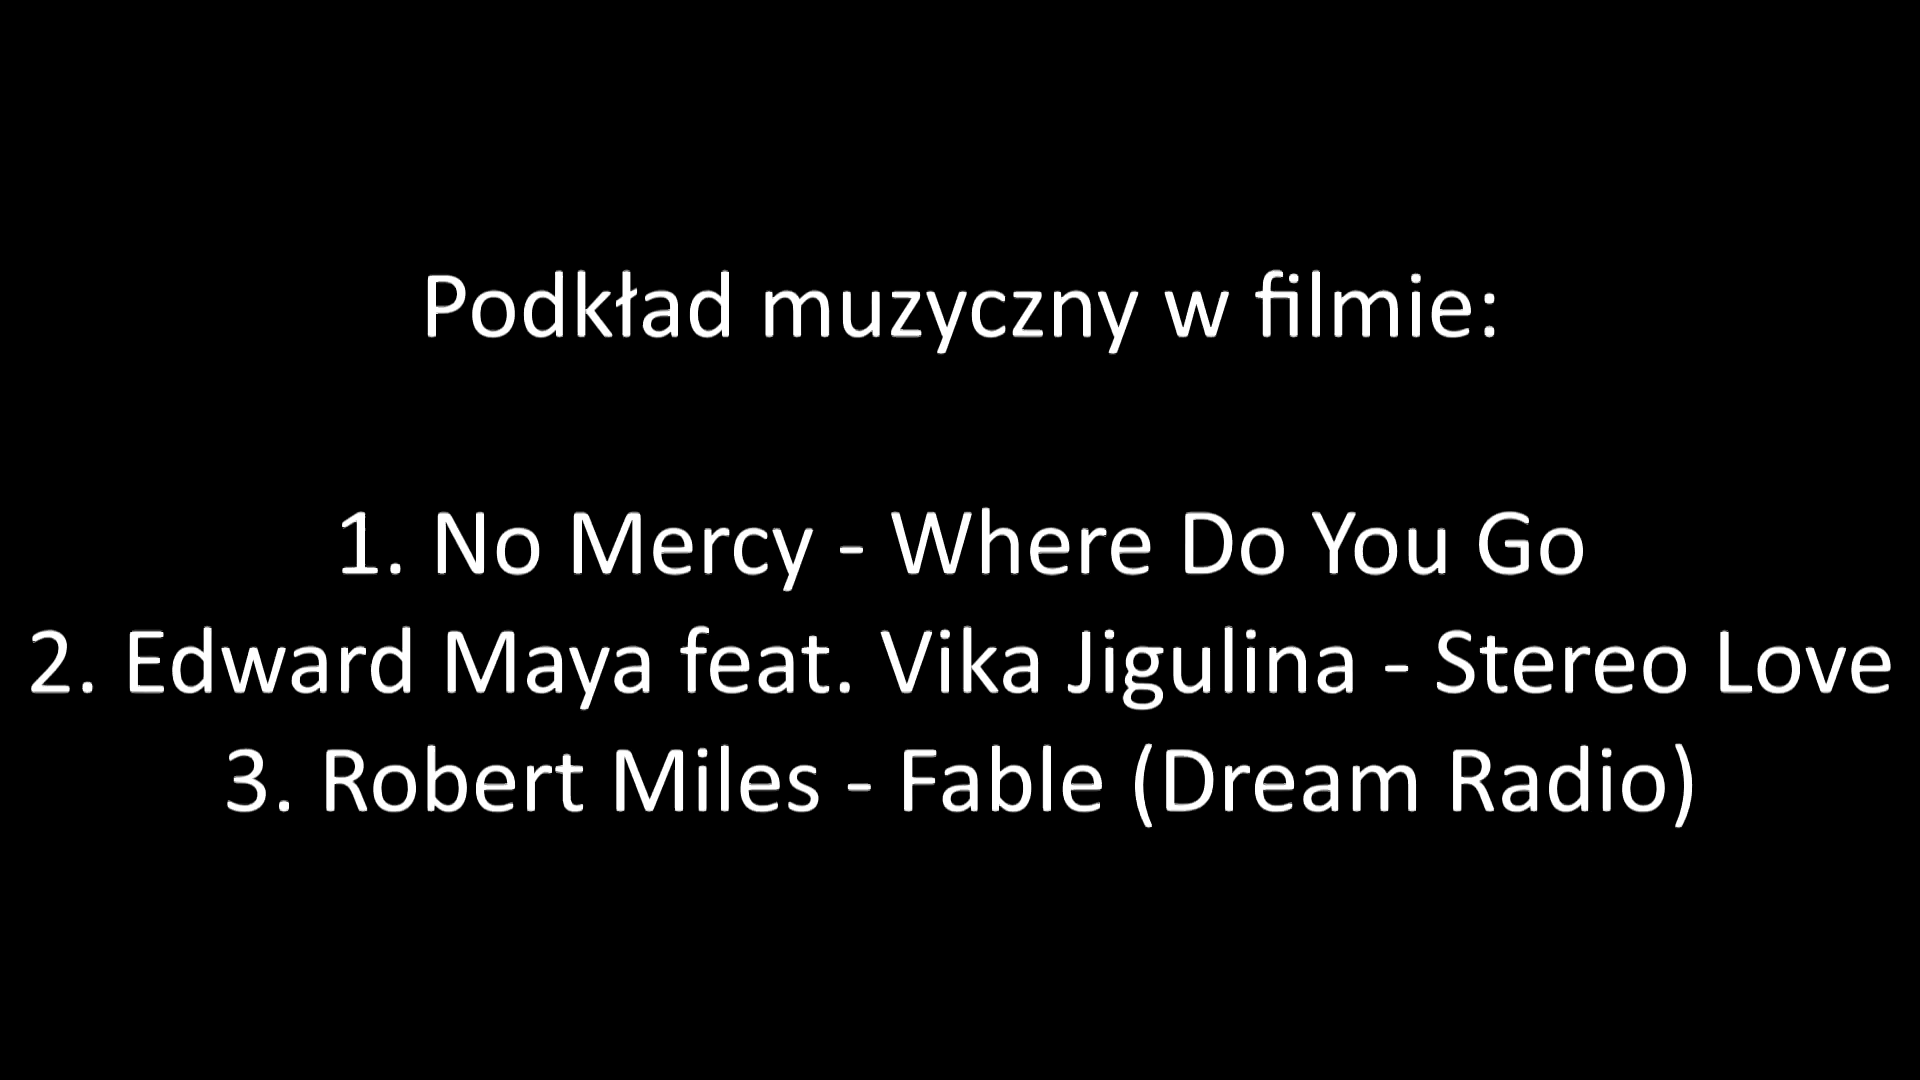 Podkład muzyczny w filmie:
1. No Mercy - Where Do You Go
2. Edward Maya feat. Vika Jigulina - Stereo Love
3. Robert Miles - Fable (Dream Radio)